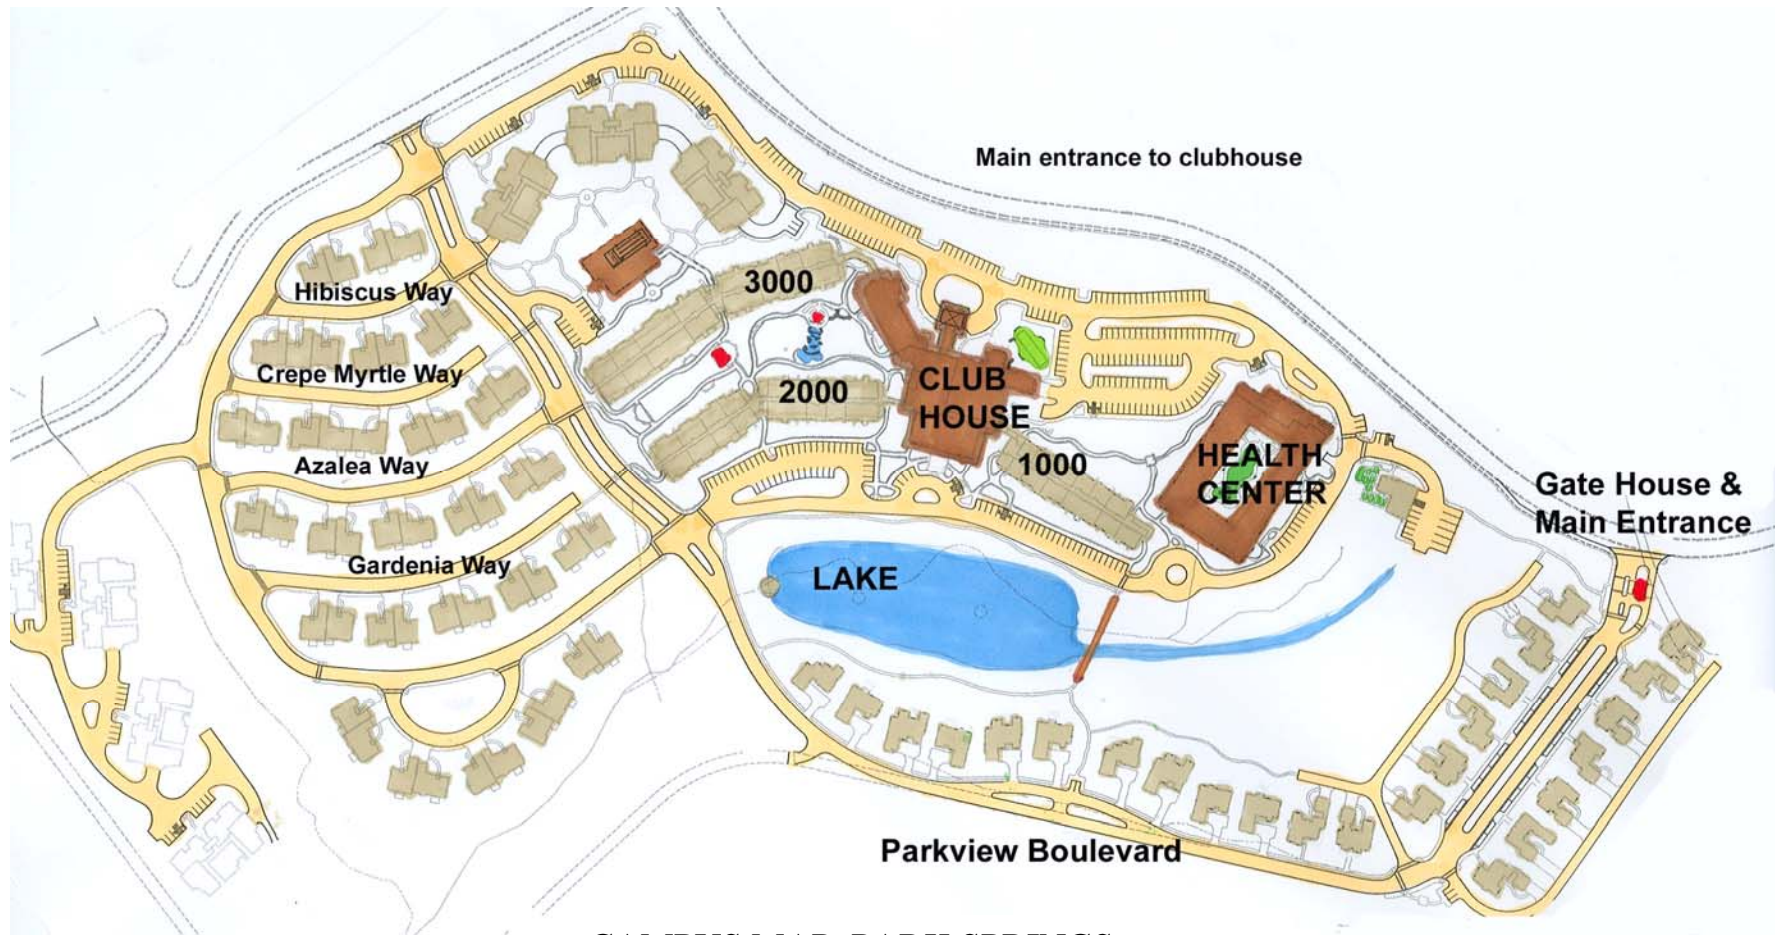 Main entrance to clubhouse
Hibiscus Way
3000
Crepe Myrtle Way
2000
CLUB
HOUSE
Azalea Way
1000
HEALTH
CENTER
Gate House &
Main Entrance
Gardenia Way
LAKE
Parkview Boulevard